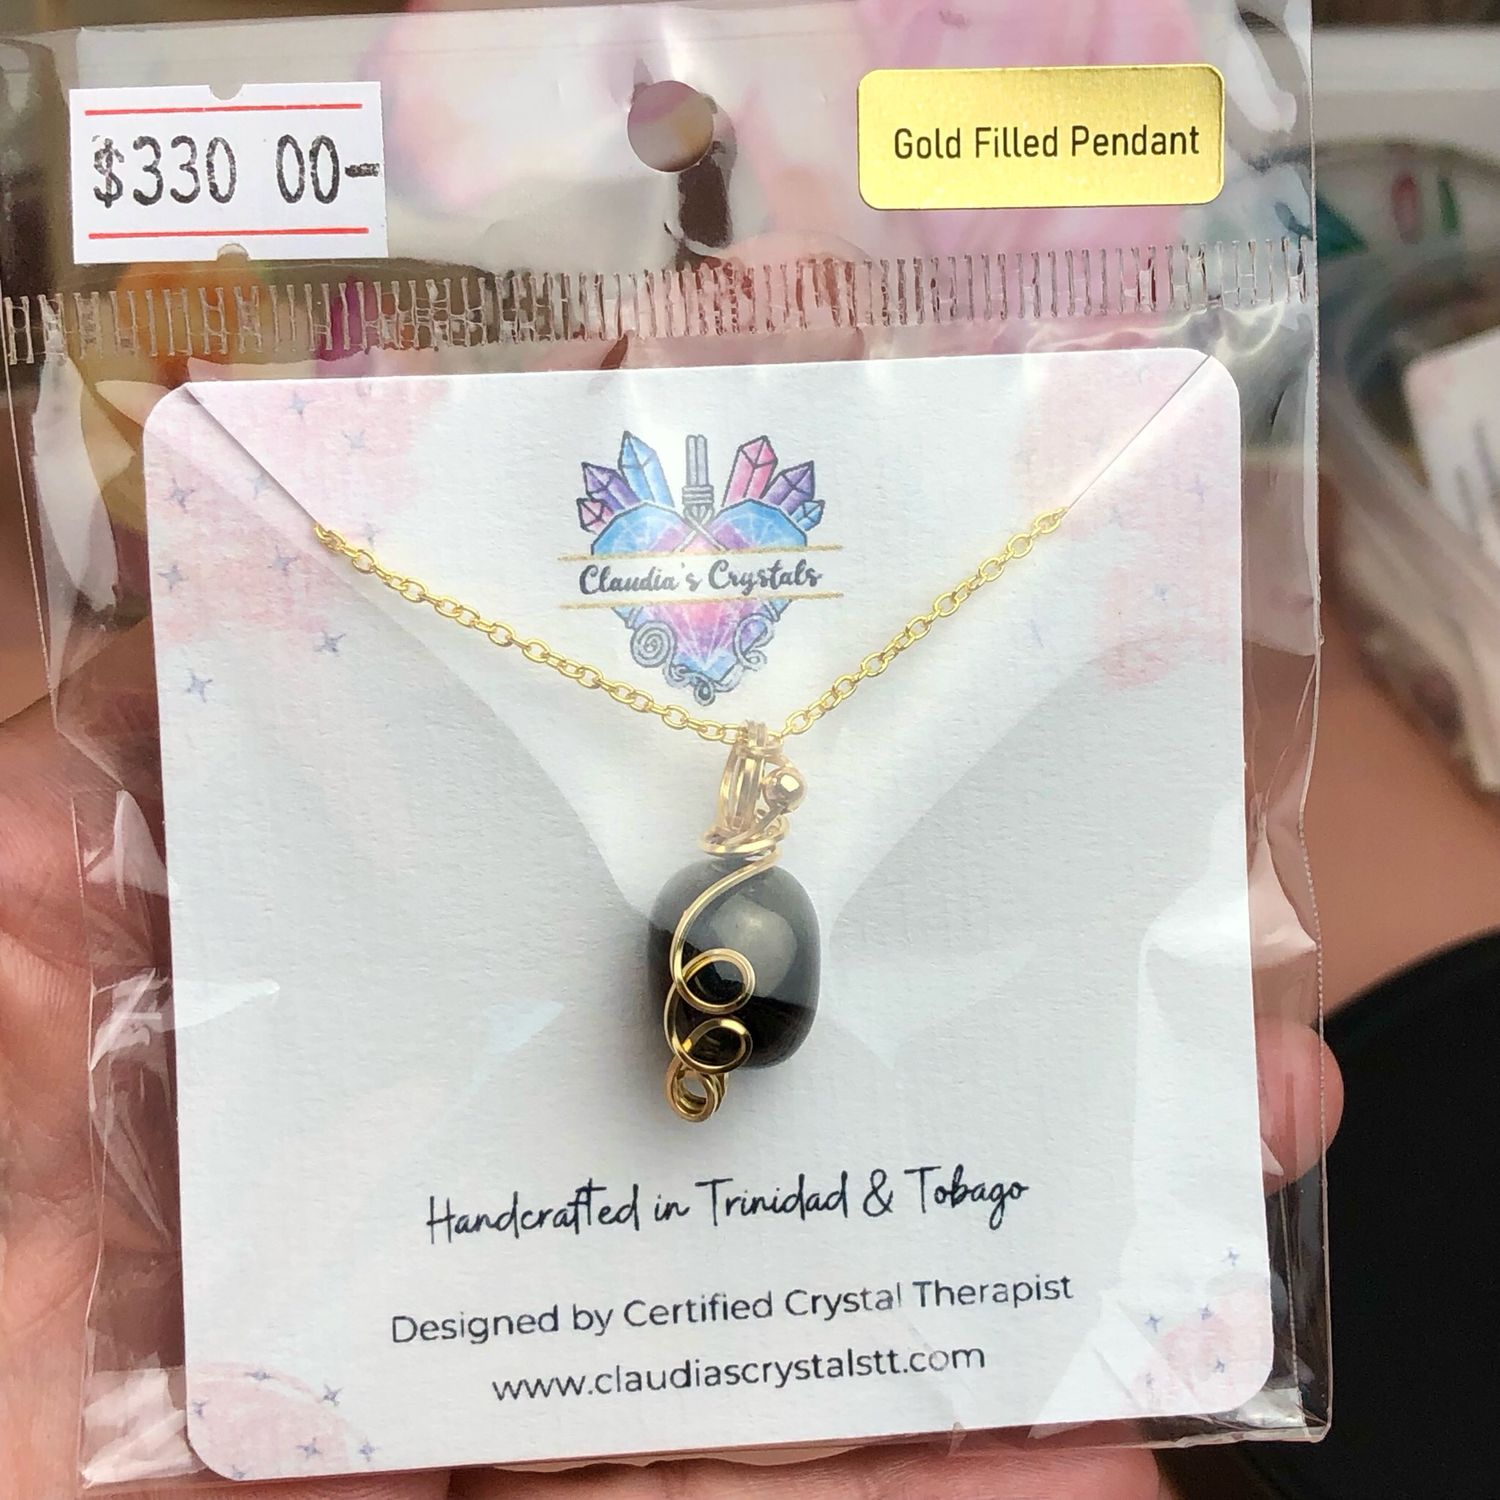 $330 00-
Gold Filled Pendant
Claudia's Crystals
Handcrafted in Trinidad & Tobago
Designed by Certified Crystal Therapist
www.claudiascrystalstt.com